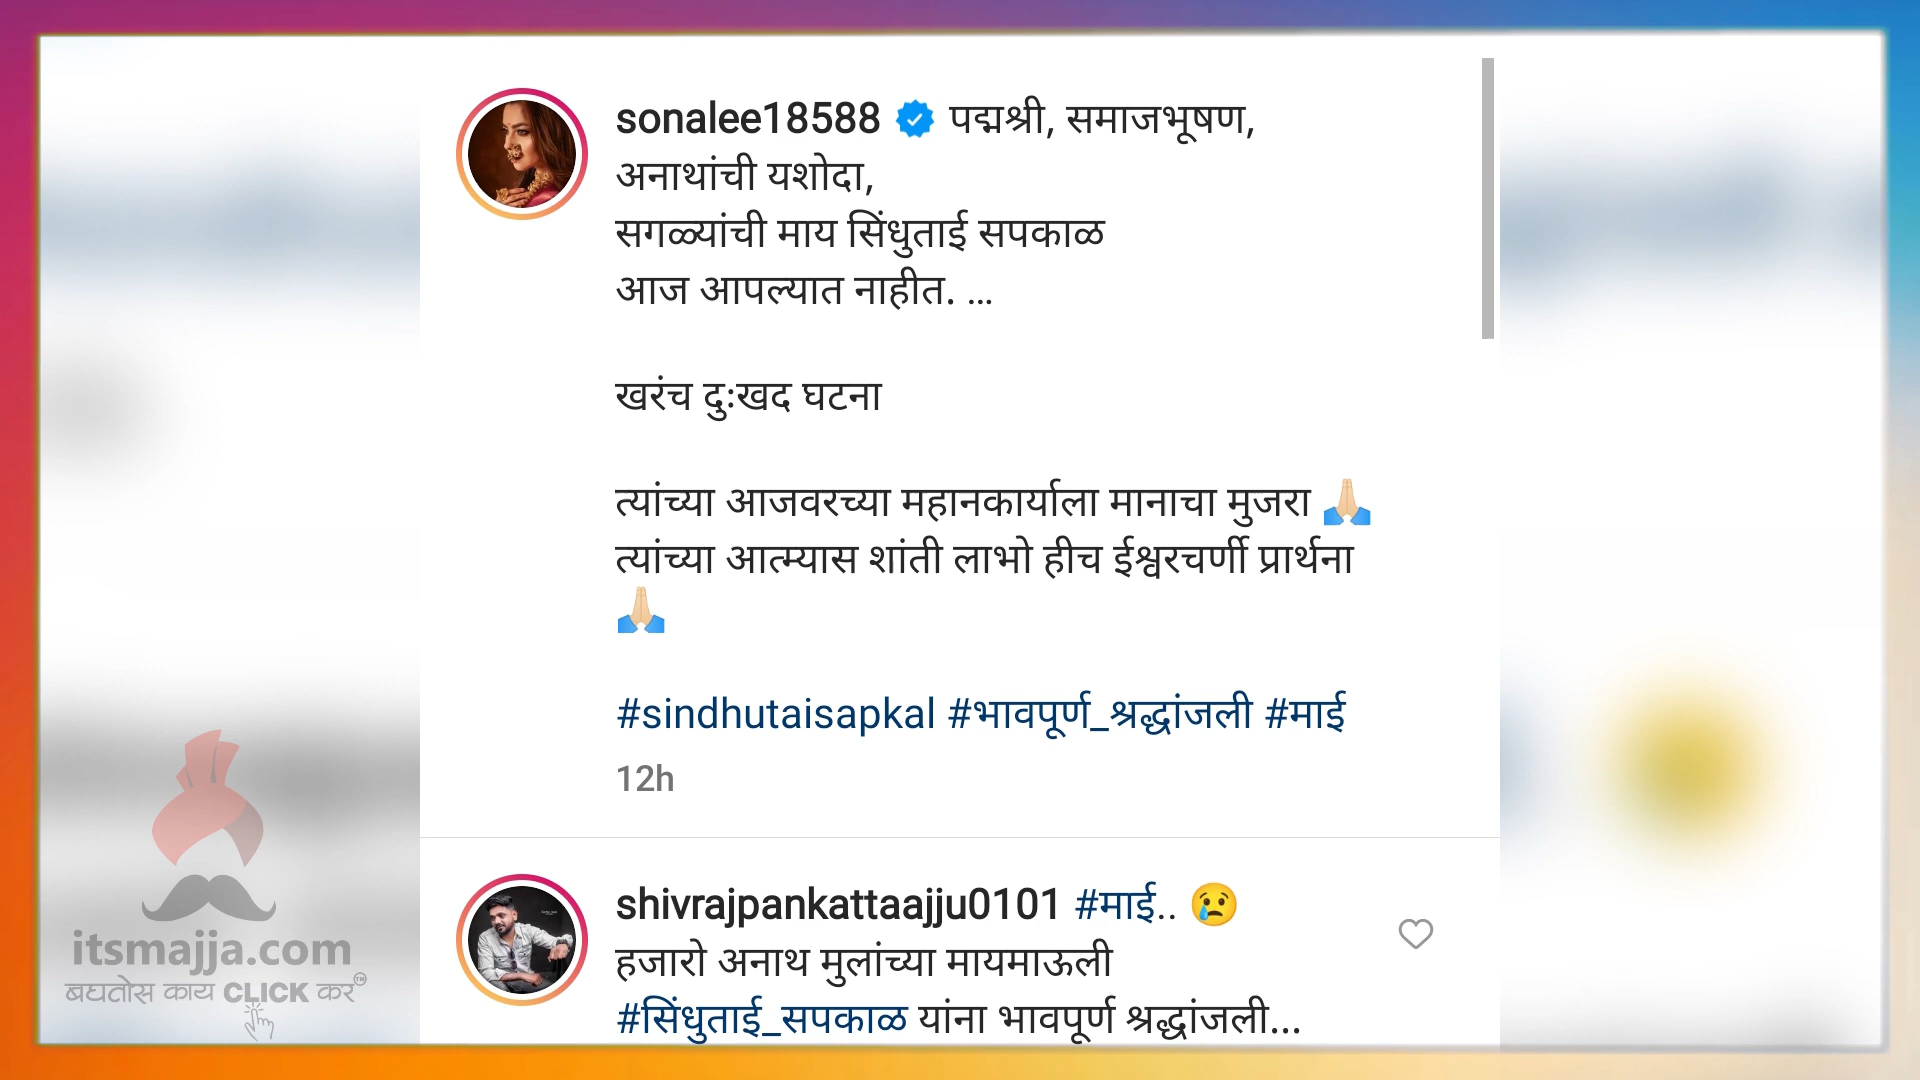 sonalee18588 पद्मश्री, समाजभूषण,
अनाथांची यशोदा,
सगळ्यांची माय सिंधुताई सपकाळ
आज आपल्यात नाहीत. ...
खरंच दुःखद घटना
त्यांच्या आजवरच्या महानकार्याला मानाचा मुजरा 🙏🏻
त्यांच्या आत्म्यास शांती लाभो हीच ईश्वरचर्णी प्रार्थना
🙏🏻
#sindhutaisapkal #भावपूर्ण_श्रद्धांजली #माई
12h
shivrajpankattaajju0101 #माई.. 😢
हजारो अनाथ मुलांच्या मायमाऊली
#सिंधुताई_सपकाळ यांना भावपूर्ण श्रद्धांजली...
itsmajja.com
बघतोस काय CLICK कर™